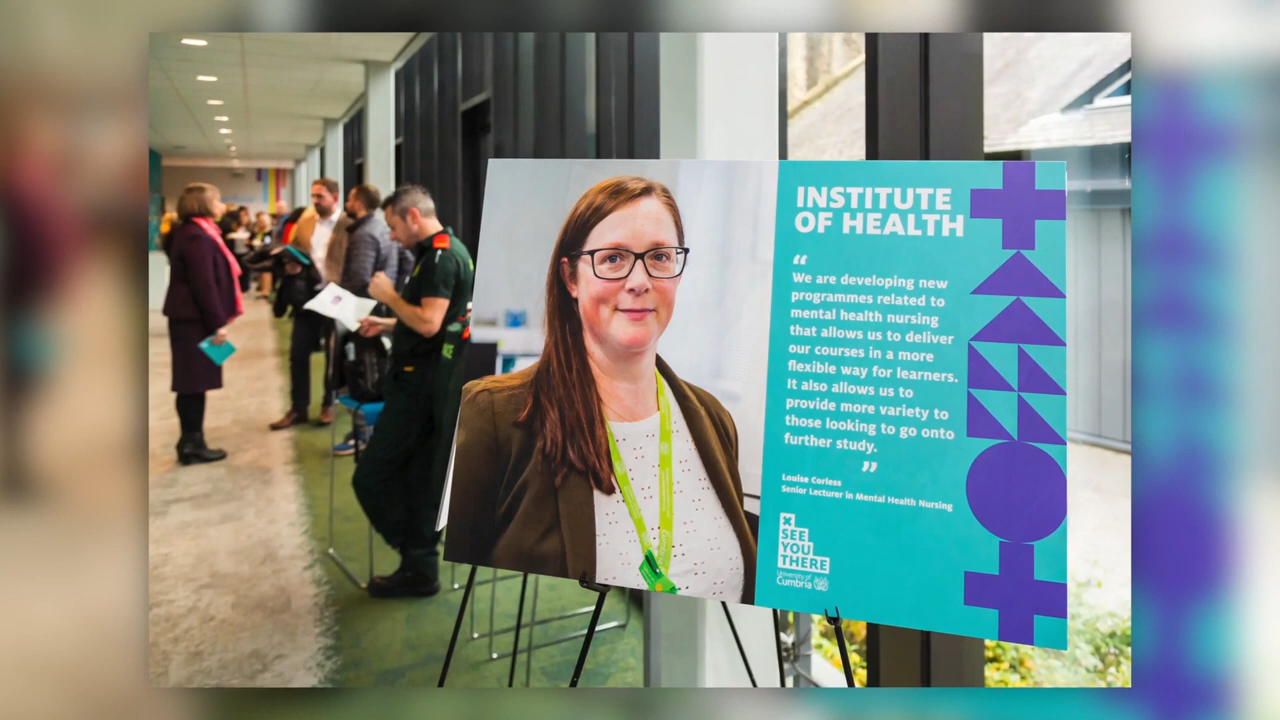 INSTITUTE
OF HEALTH
“
We are developing new
programmes related to
mental health nursing
that allows us to deliver
our courses in a more
flexible way for learners.
It also allows us to
provide more variety to
those looking to go onto
further study.
”
Louise Corless
Senior Lecturer in Mental Health Nursing
SEE
YOU
THERE
University of
Cumbria